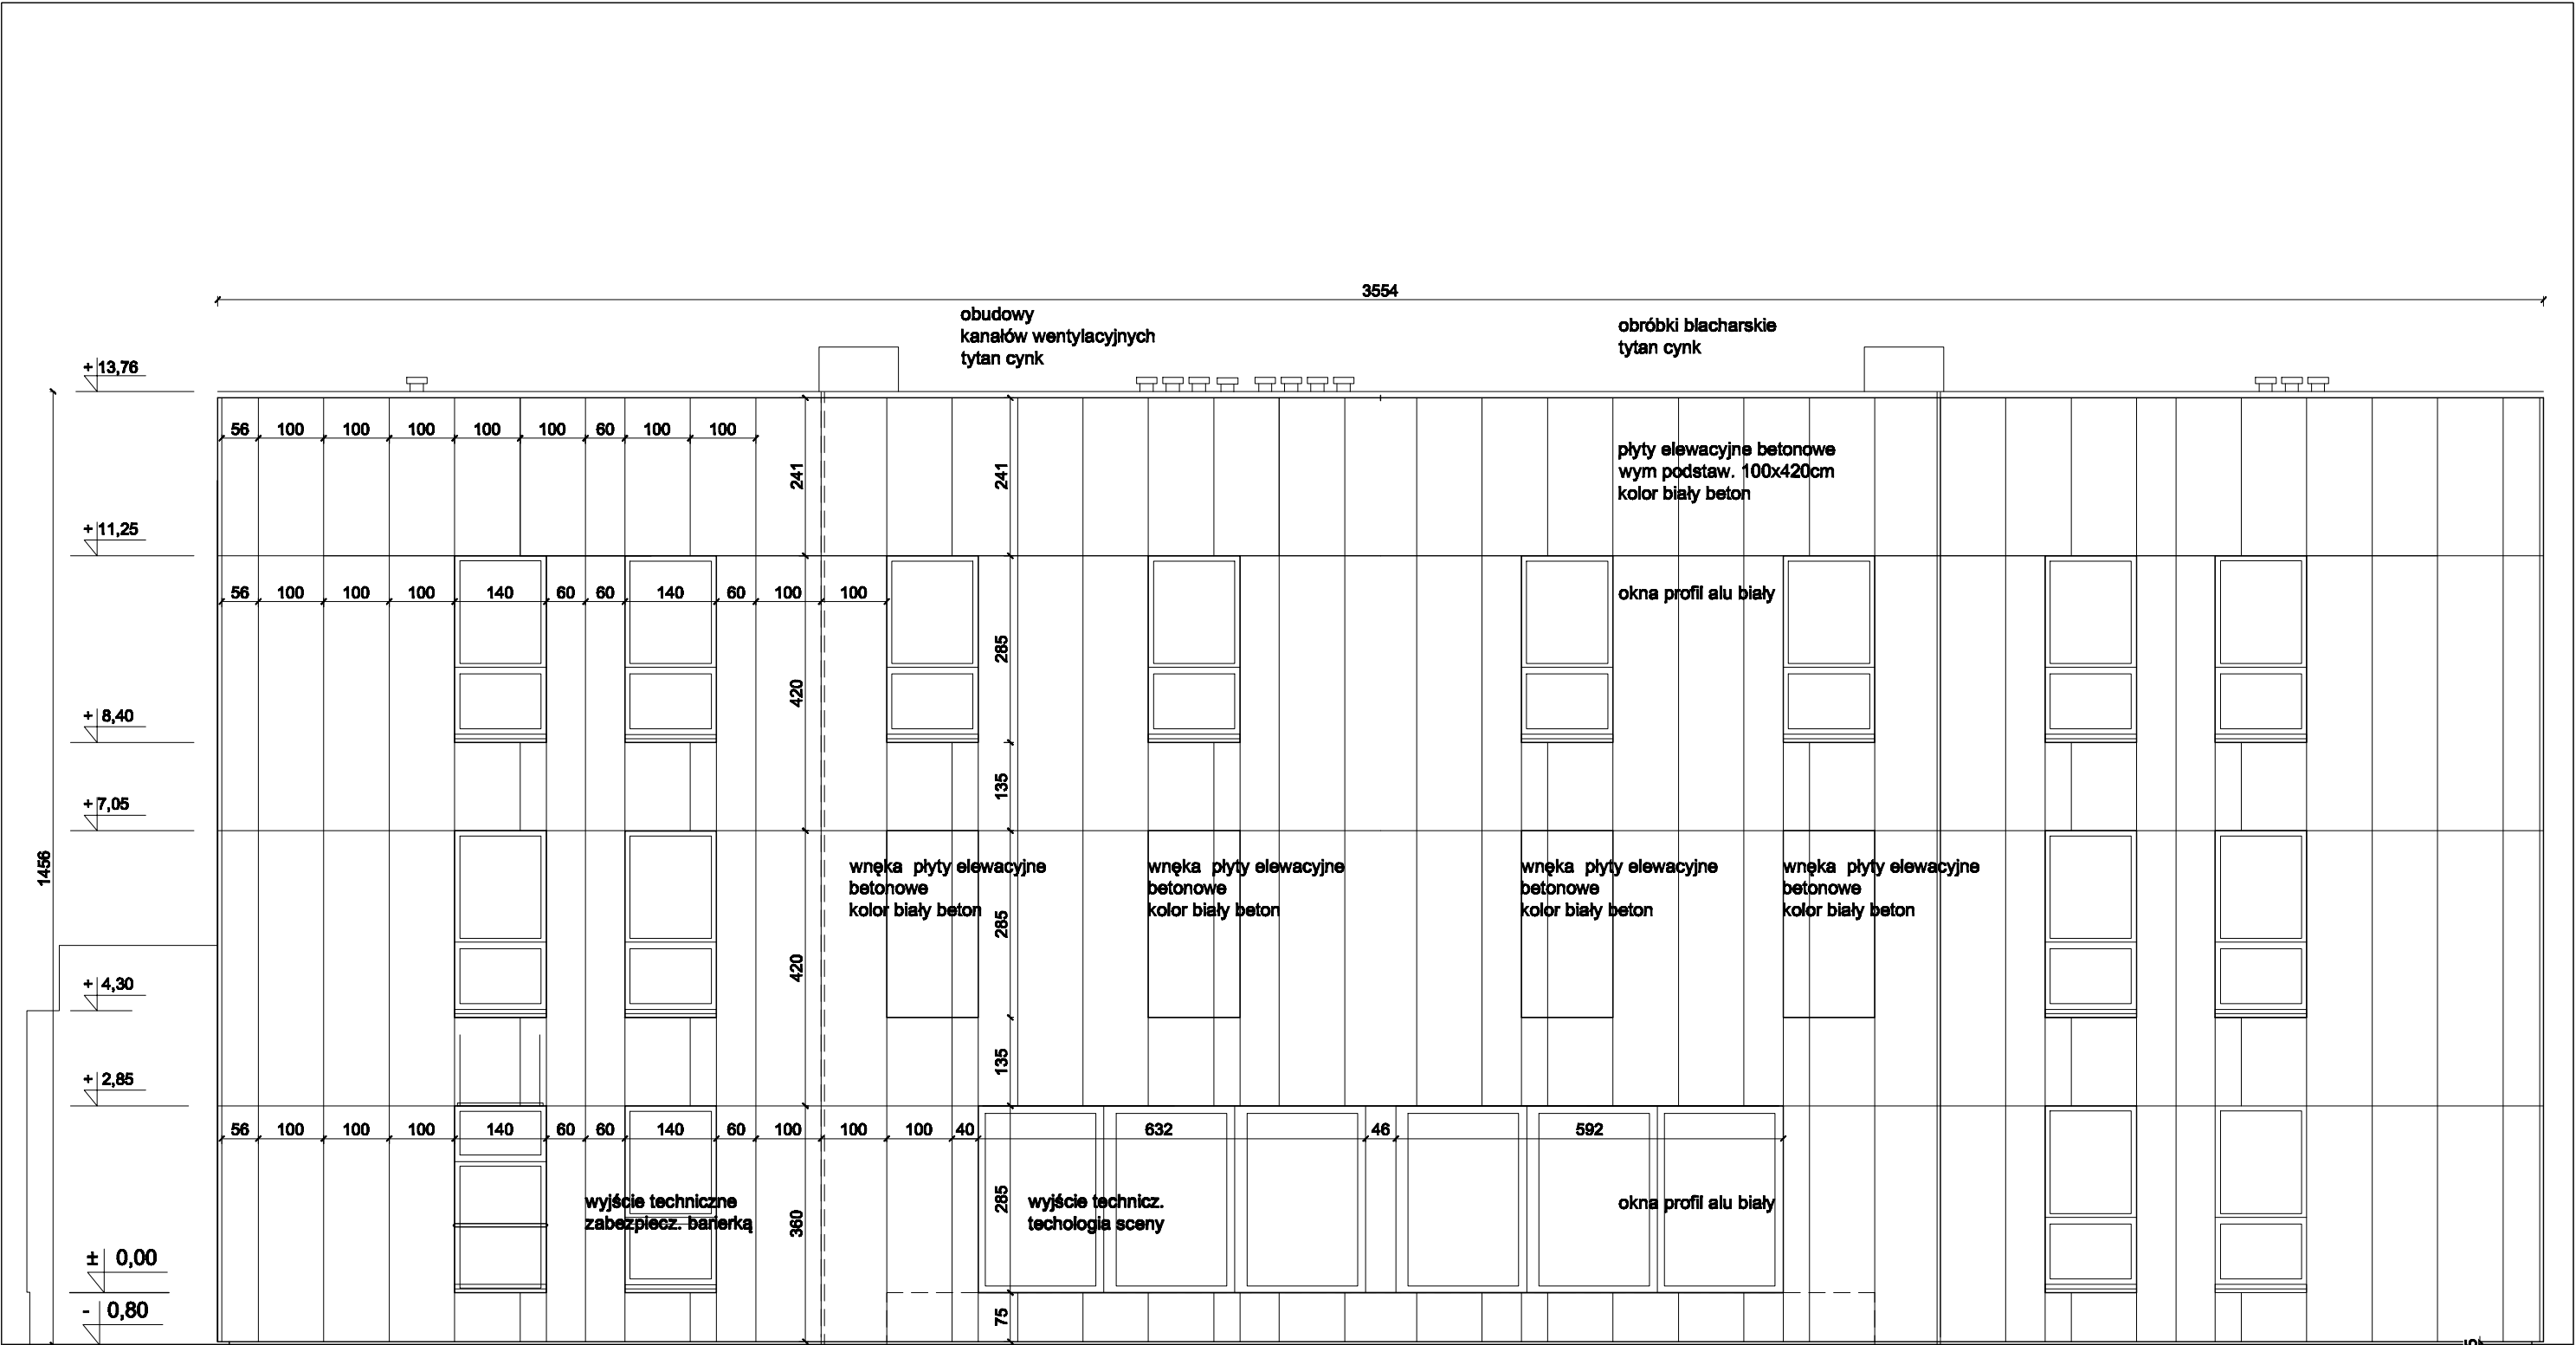 3554
obudowy
kanałów wentylacyjnych
tytan cynk
obróbki blacharskie
tytan cynk
+ 13,76
56 100 100 100 100 100 60 100 100
241
241
płyty elewacyjne betonowe
wym podstaw. 100x420cm
kolor biały beton
+ 11,25
56 100 100 100 140 60 60 140 60 100 100
okna profil alu biały
285
420
+ 8,40
135
+ 7,05
1456
wnęka płyty elewacyjne
betonowe
kolor biały beton
wnęka płyty elewacyjne
betonowe
kolor biały beton
wnęka płyty elewacyjne
betonowe
kolor biały beton
wnęka płyty elewacyjne
betonowe
kolor biały beton
285
420
+ 4,30
135
+ 2,85
56 100 100 100 140 60 60 140 60 100 100 100 40 632 46 592
wyjście techniczne
zabezpiecz. barierką
wyjście technicz.
techologia sceny
okna profil alu biały
285
360
± 0,00
- 0,80
75